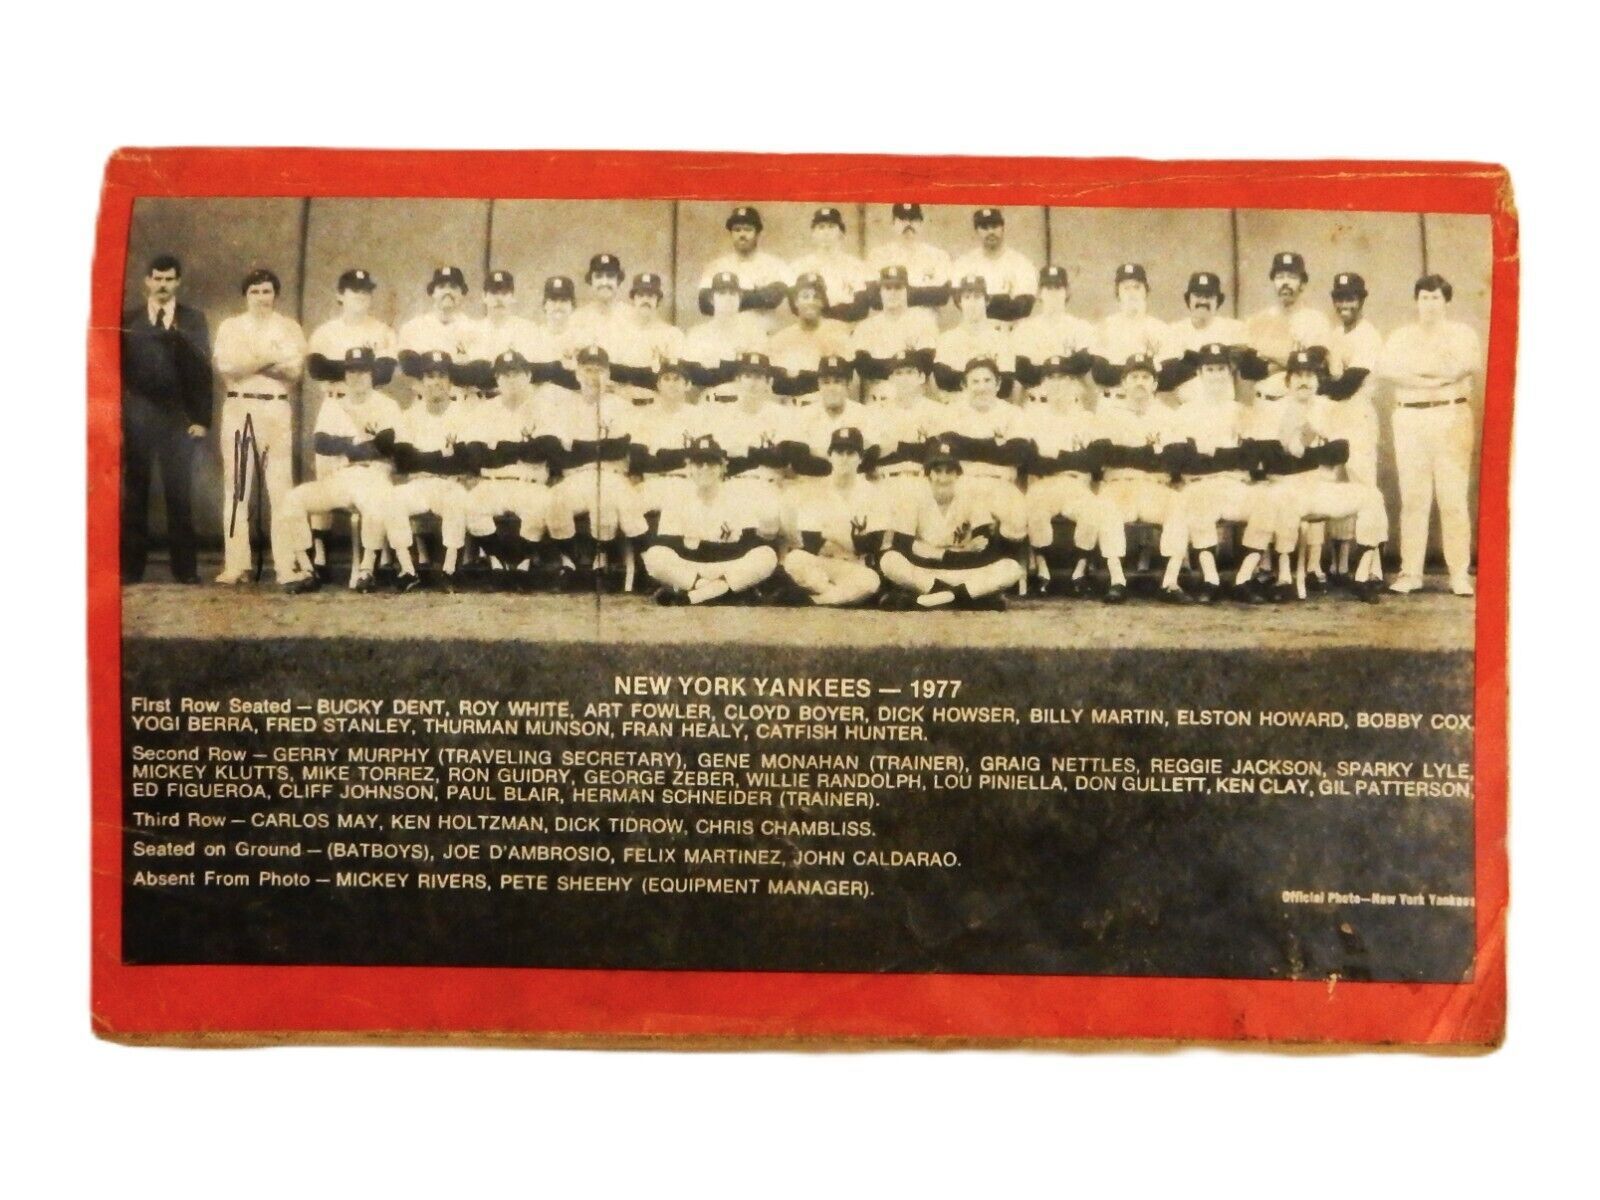 NEW YORK YANKEES — 1977
First Row Seated — BUCKY DENT, ROY WHITE, ART FOWLER, CLOYD BOYER, DICK HOWSER, BILLY MARTIN, ELSTON HOWARD, BOBBY COX,
YOGI BERRA, FRED STANLEY, THURMAN MUNSON, FRAN HEALY, CATFISH HUNTER.
Second Row — GERRY MURPHY (TRAVELING SECRETARY), GENE MONAHAN (TRAINER), GRAIG NETTLES, REGGIE JACKSON, SPARKY LYLE,
MICKEY KLUTTS, MIKE TORREZ, RON GUIDRY, GEORGE ZEBER, WILLIE RANDOLPH, LOU PINIELLA, DON GULLETT, KEN CLAY, GIL PATTERSON,
ED FIGUEROA, CLIFF JOHNSON, PAUL BLAIR, HERMAN SCHNEIDER (TRAINER).
Third Row — CARLOS MAY, KEN HOLTZMAN, DICK TIDROW, CHRIS CHAMBLISS.
Seated on Ground — (BATBOYS), JOE D'AMBROSIO, FELIX MARTINEZ, JOHN CALDARAO.
Absent From Photo — MICKEY RIVERS, PETE SHEEHY (EQUIPMENT MANAGER).
Official Photo—New York Yankees